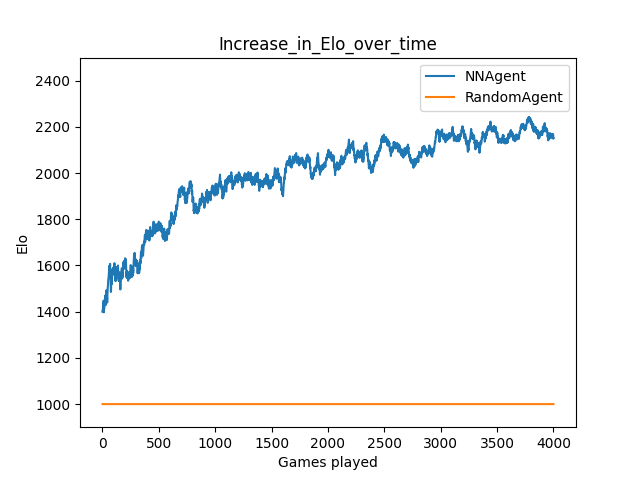 Increase_in_Elo_over_time
NNAgent
RandomAgent
2400
2200
2000
1800
1600
1400
1200
1000
Elo
0 500 1000 1500 2000 2500 3000 3500 4000
Games played